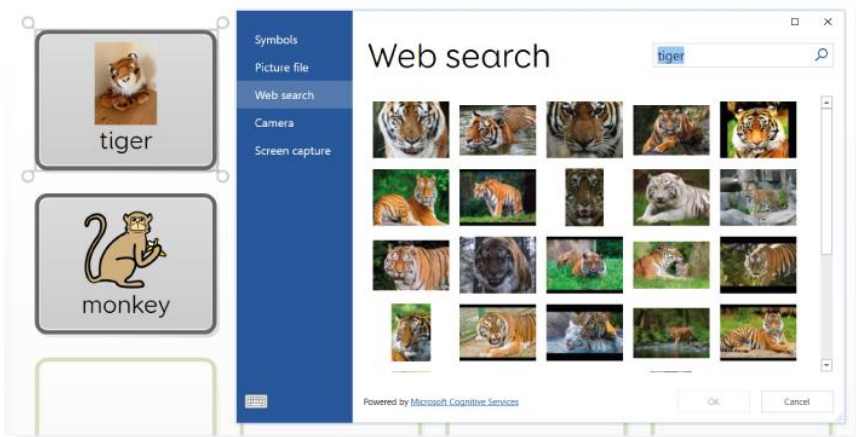 tiger
monkey
Symbols
Picture file
Web search
Camera
Screen capture
Web search
tiger
Powered by Microsoft Cognitive Services
OK
Cancel